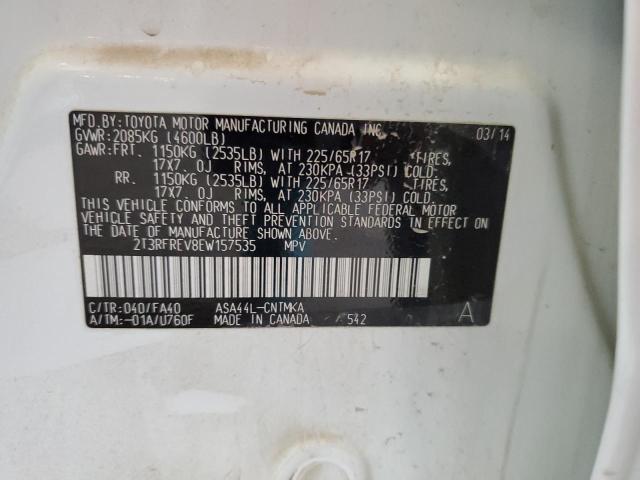 MFD.BY:TOYOTA MOTOR MANUFACTURING CANADA INC. 03/14
GVWR:2085KG (4600LB)
GAWR:FRT. 1150KG (2535LB) WITH 225/65R17 TIRES,
17X7.0J RIMS, AT 230KPA (33PSI) COLD.
RR. 1150KG (2535LB) WITH 225/65R17 TIRES,
17X7.0J RIMS, AT 230KPA (33PSI) COLD.
THIS VEHICLE CONFORMS TO ALL APPLICABLE FEDERAL MOTOR
VEHICLE SAFETY AND THEFT PREVENTION STANDARDS IN EFFECT ON
THE DATE OF MANUFACTURE SHOWN ABOVE.
2T3RFREV8EW157535 MPV
C/TR:040/FA40 ASA44L-CNTMKA
A/TM:-01A/U760F MADE IN CANADA 542 A